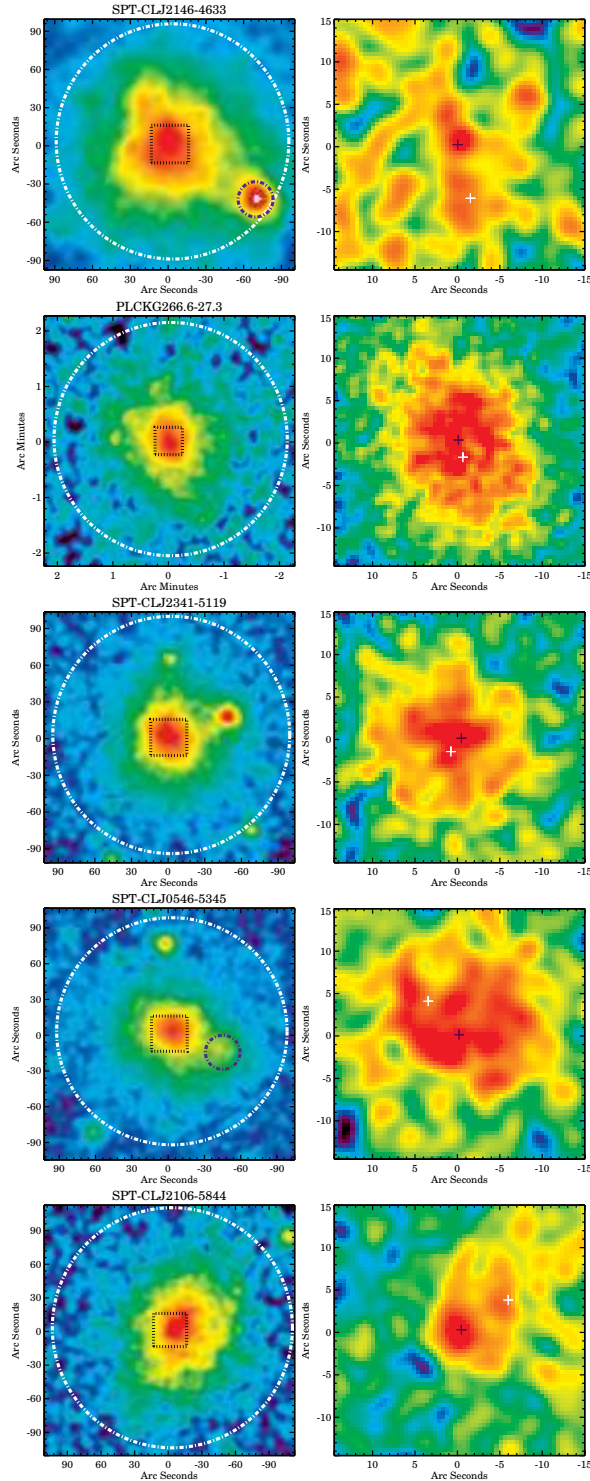 SPT-CLJ2146-4633
90
60
30
0
-30
-60
-90
Arc Seconds
90 60 30 0 -30 -60 -90
Arc Seconds
15
10
5
0
-5
-10
Arc Seconds
10 5 0 -5 -10 -15
Arc Seconds
PLCKG266.6-27.3
2
1
0
-1
-2
Arc Minutes
2 1 0 -1 -2
Arc Minutes
15
10
5
0
-5
-10
Arc Seconds
10 5 0 -5 -10 -15
Arc Seconds
SPT-CLJ2341-5119
90
60
30
0
-30
-60
-90
Arc Seconds
90 60 30 0 -30 -60 -90
Arc Seconds
15
10
5
0
-5
-10
Arc Seconds
10 5 0 -5 -10 -15
Arc Seconds
SPT-CLJ0546-5345
90
60
30
0
-30
-60
-90
Arc Seconds
90 60 30 0 -30 -60 -90
Arc Seconds
15
10
5
0
-5
-10
Arc Seconds
10 5 0 -5 -10 -15
Arc Seconds
SPT-CLJ2106-5844
90
60
30
0
-30
-60
-90
Arc Seconds
90 60 30 0 -30 -60 -90
Arc Seconds
15
10
5
0
-5
-10
Arc Seconds
10 5 0 -5 -10 -15
Arc Seconds